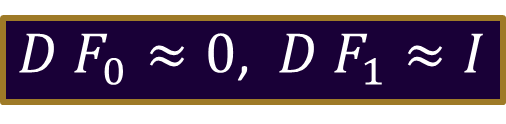 D F₀ ≈ 0, D F₁ ≈ I